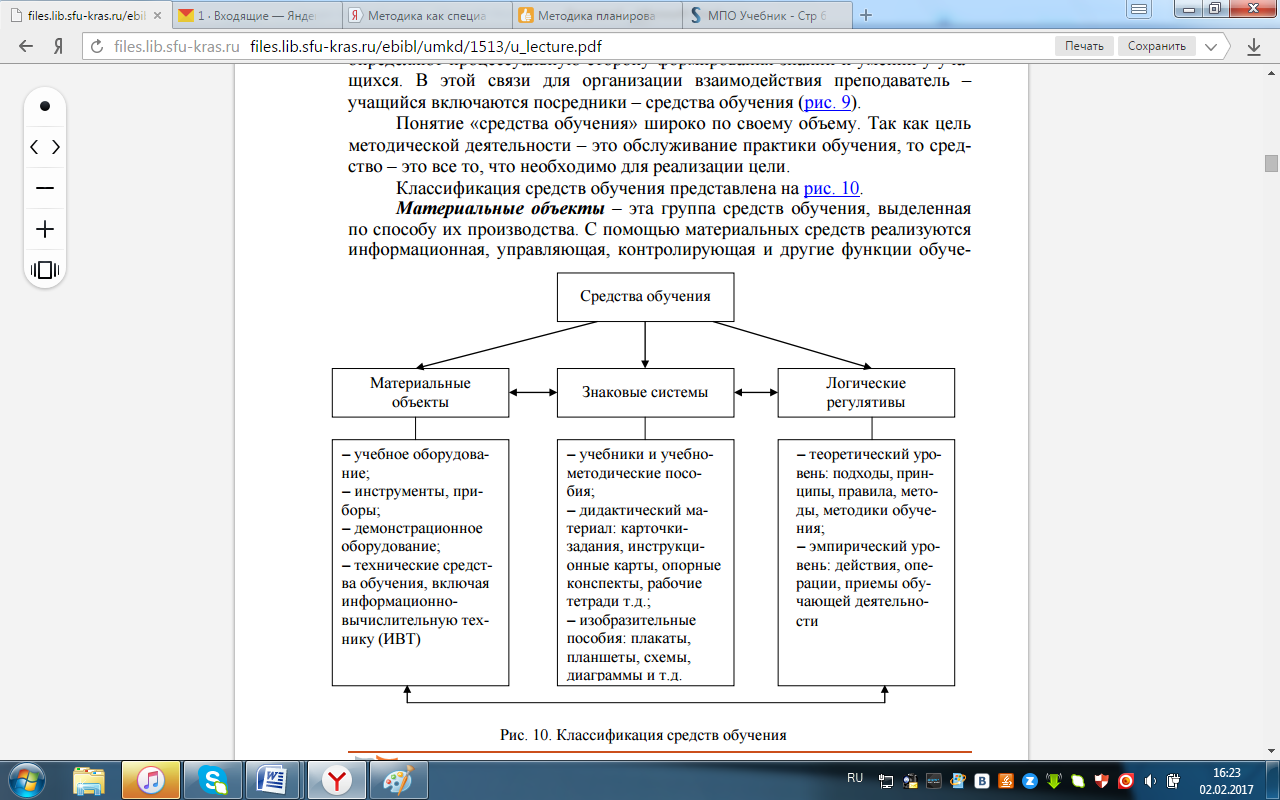 files.lib.sfu-kras.ru/ebil
1 · Входящие — Янде
Методика как специа
Методика планирова
МПО Учебник - Стр 6
files.lib.sfu-kras.ru files.lib.sfu-kras.ru/ebibl/umkd/1513/u_lecture.pdf
Печать
Сохранить
щихся. В этой связи для организации взаимодействия преподаватель –
учащийся включаются посредники – средства обучения (рис. 9).
Понятие «средства обучения» широко по своему объему. Так как цель
методической деятельности – это обслуживание практики обучения, то сред-
ство – это все то, что необходимо для реализации цели.
Классификация средств обучения представлена на рис. 10.
Материальные объекты – эта группа средств обучения, выделенная
по способу их производства. С помощью материальных средств реализуются
информационная, управляющая, контролирующая и другие функции обуче-
Средства обучения
Материальные
объекты
Знаковые системы
Логические
регулятивы
– учебное оборудова-
ние;
– инструменты, при-
боры;
– демонстрационное
оборудование;
– технические средст-
ва обучения, включая
информационно-
вычислительную тех-
нику (ИВТ)
– учебники и учебно-
методические посо-
бия;
– дидактический ма-
териал: карточки-
задания, инструкци-
онные карты, опорные
конспекты, рабочие
тетради т.д.;
– изобразительные
пособия: плакаты,
планшеты, схемы,
диаграммы и т.д.
– теоретический уро-
вень: подходы, прин-
ципы, правила, мето-
ды, методики обуче-
ния;
– эмпирический уро-
вень: действия, опе-
рации, приемы обу-
чающей деятельно-
сти
Рис. 10. Классификация средств обучения
RU
16:23
02.02.2017